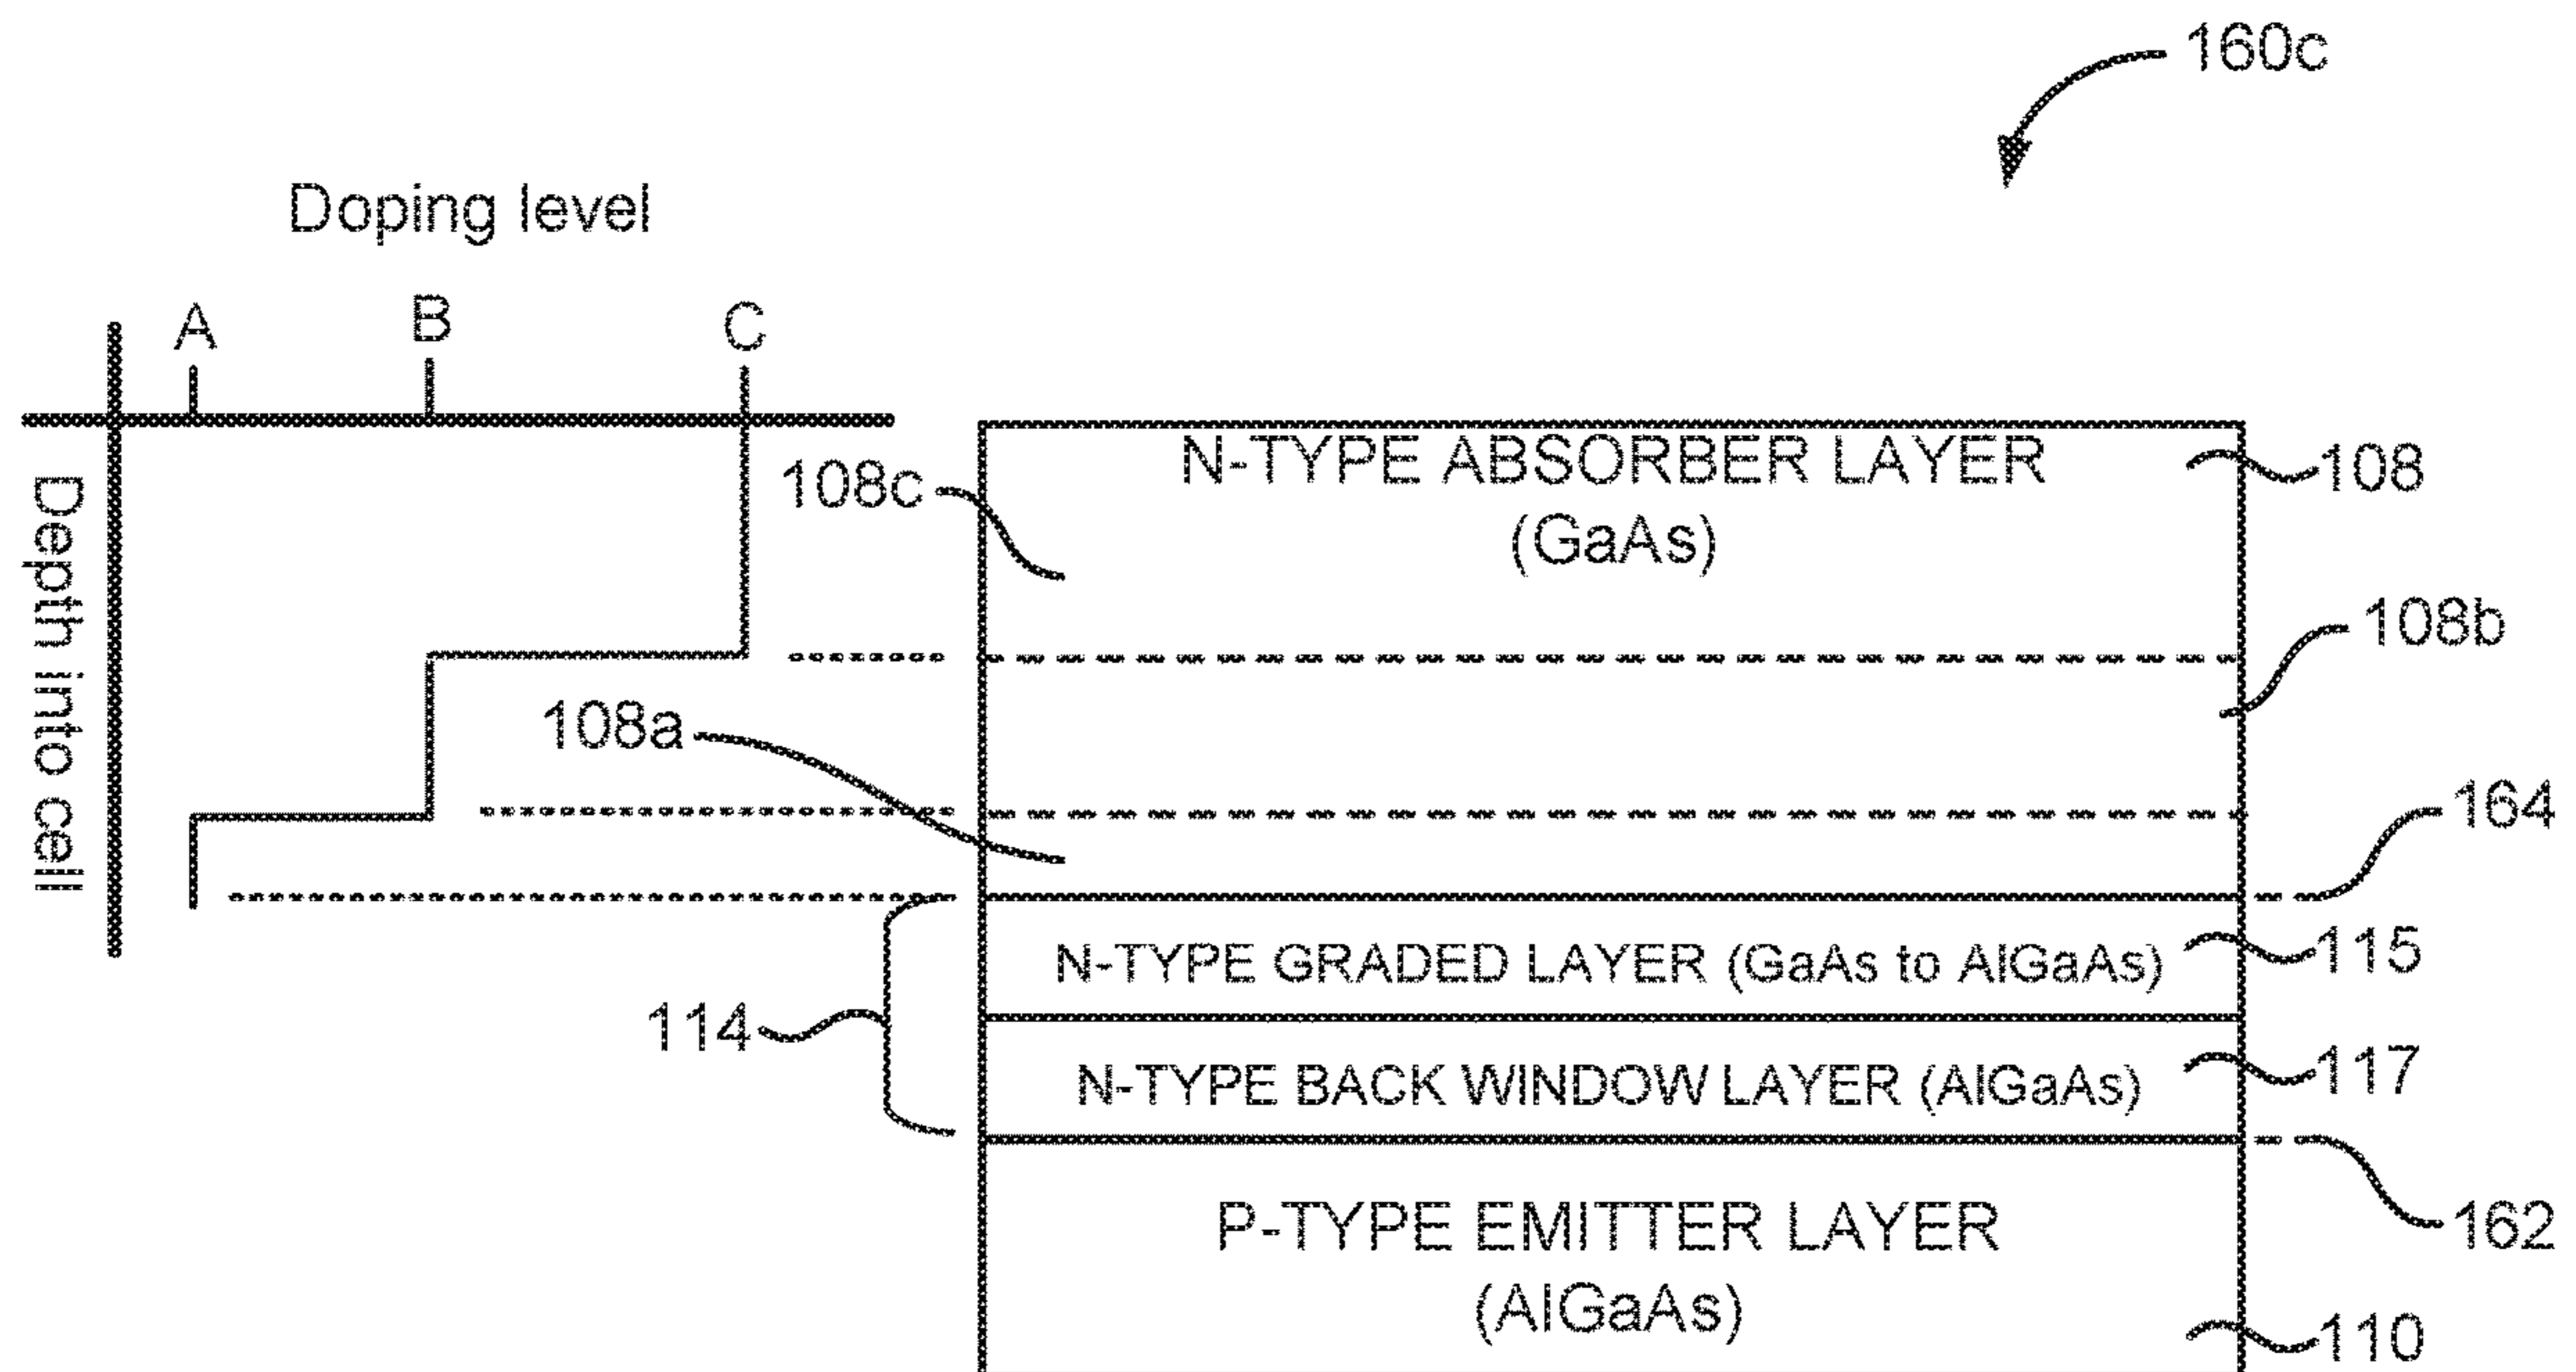 160c
Doping level
A B C
Depth into cell
N-TYPE ABSORBER LAYER
(GaAs)
108
108c
108b
108a
164
N-TYPE GRADED LAYER (GaAs to AlGaAs)
115
114
N-TYPE BACK WINDOW LAYER (AlGaAs)
117
P-TYPE EMITTER LAYER
(AlGaAs)
162
110